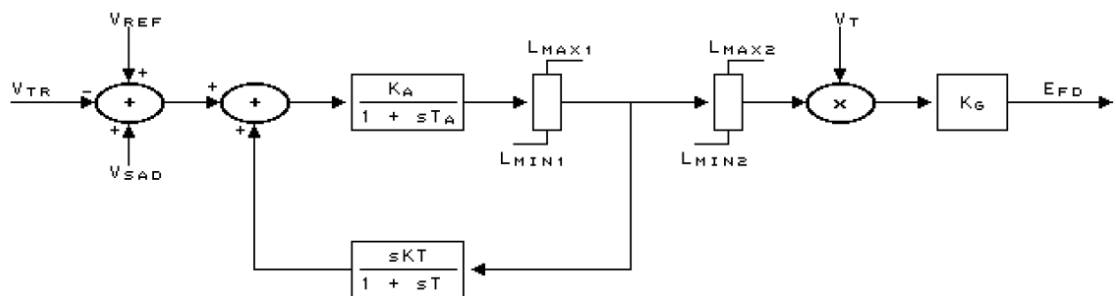 VREF
VT
LMAX1
LMAX2
+
VTR
-
+
+
+
KA
1 + sTA
x
KG
EFD
+
+
LMIN1
LMIN2
VSAD
sKT
1 + sT